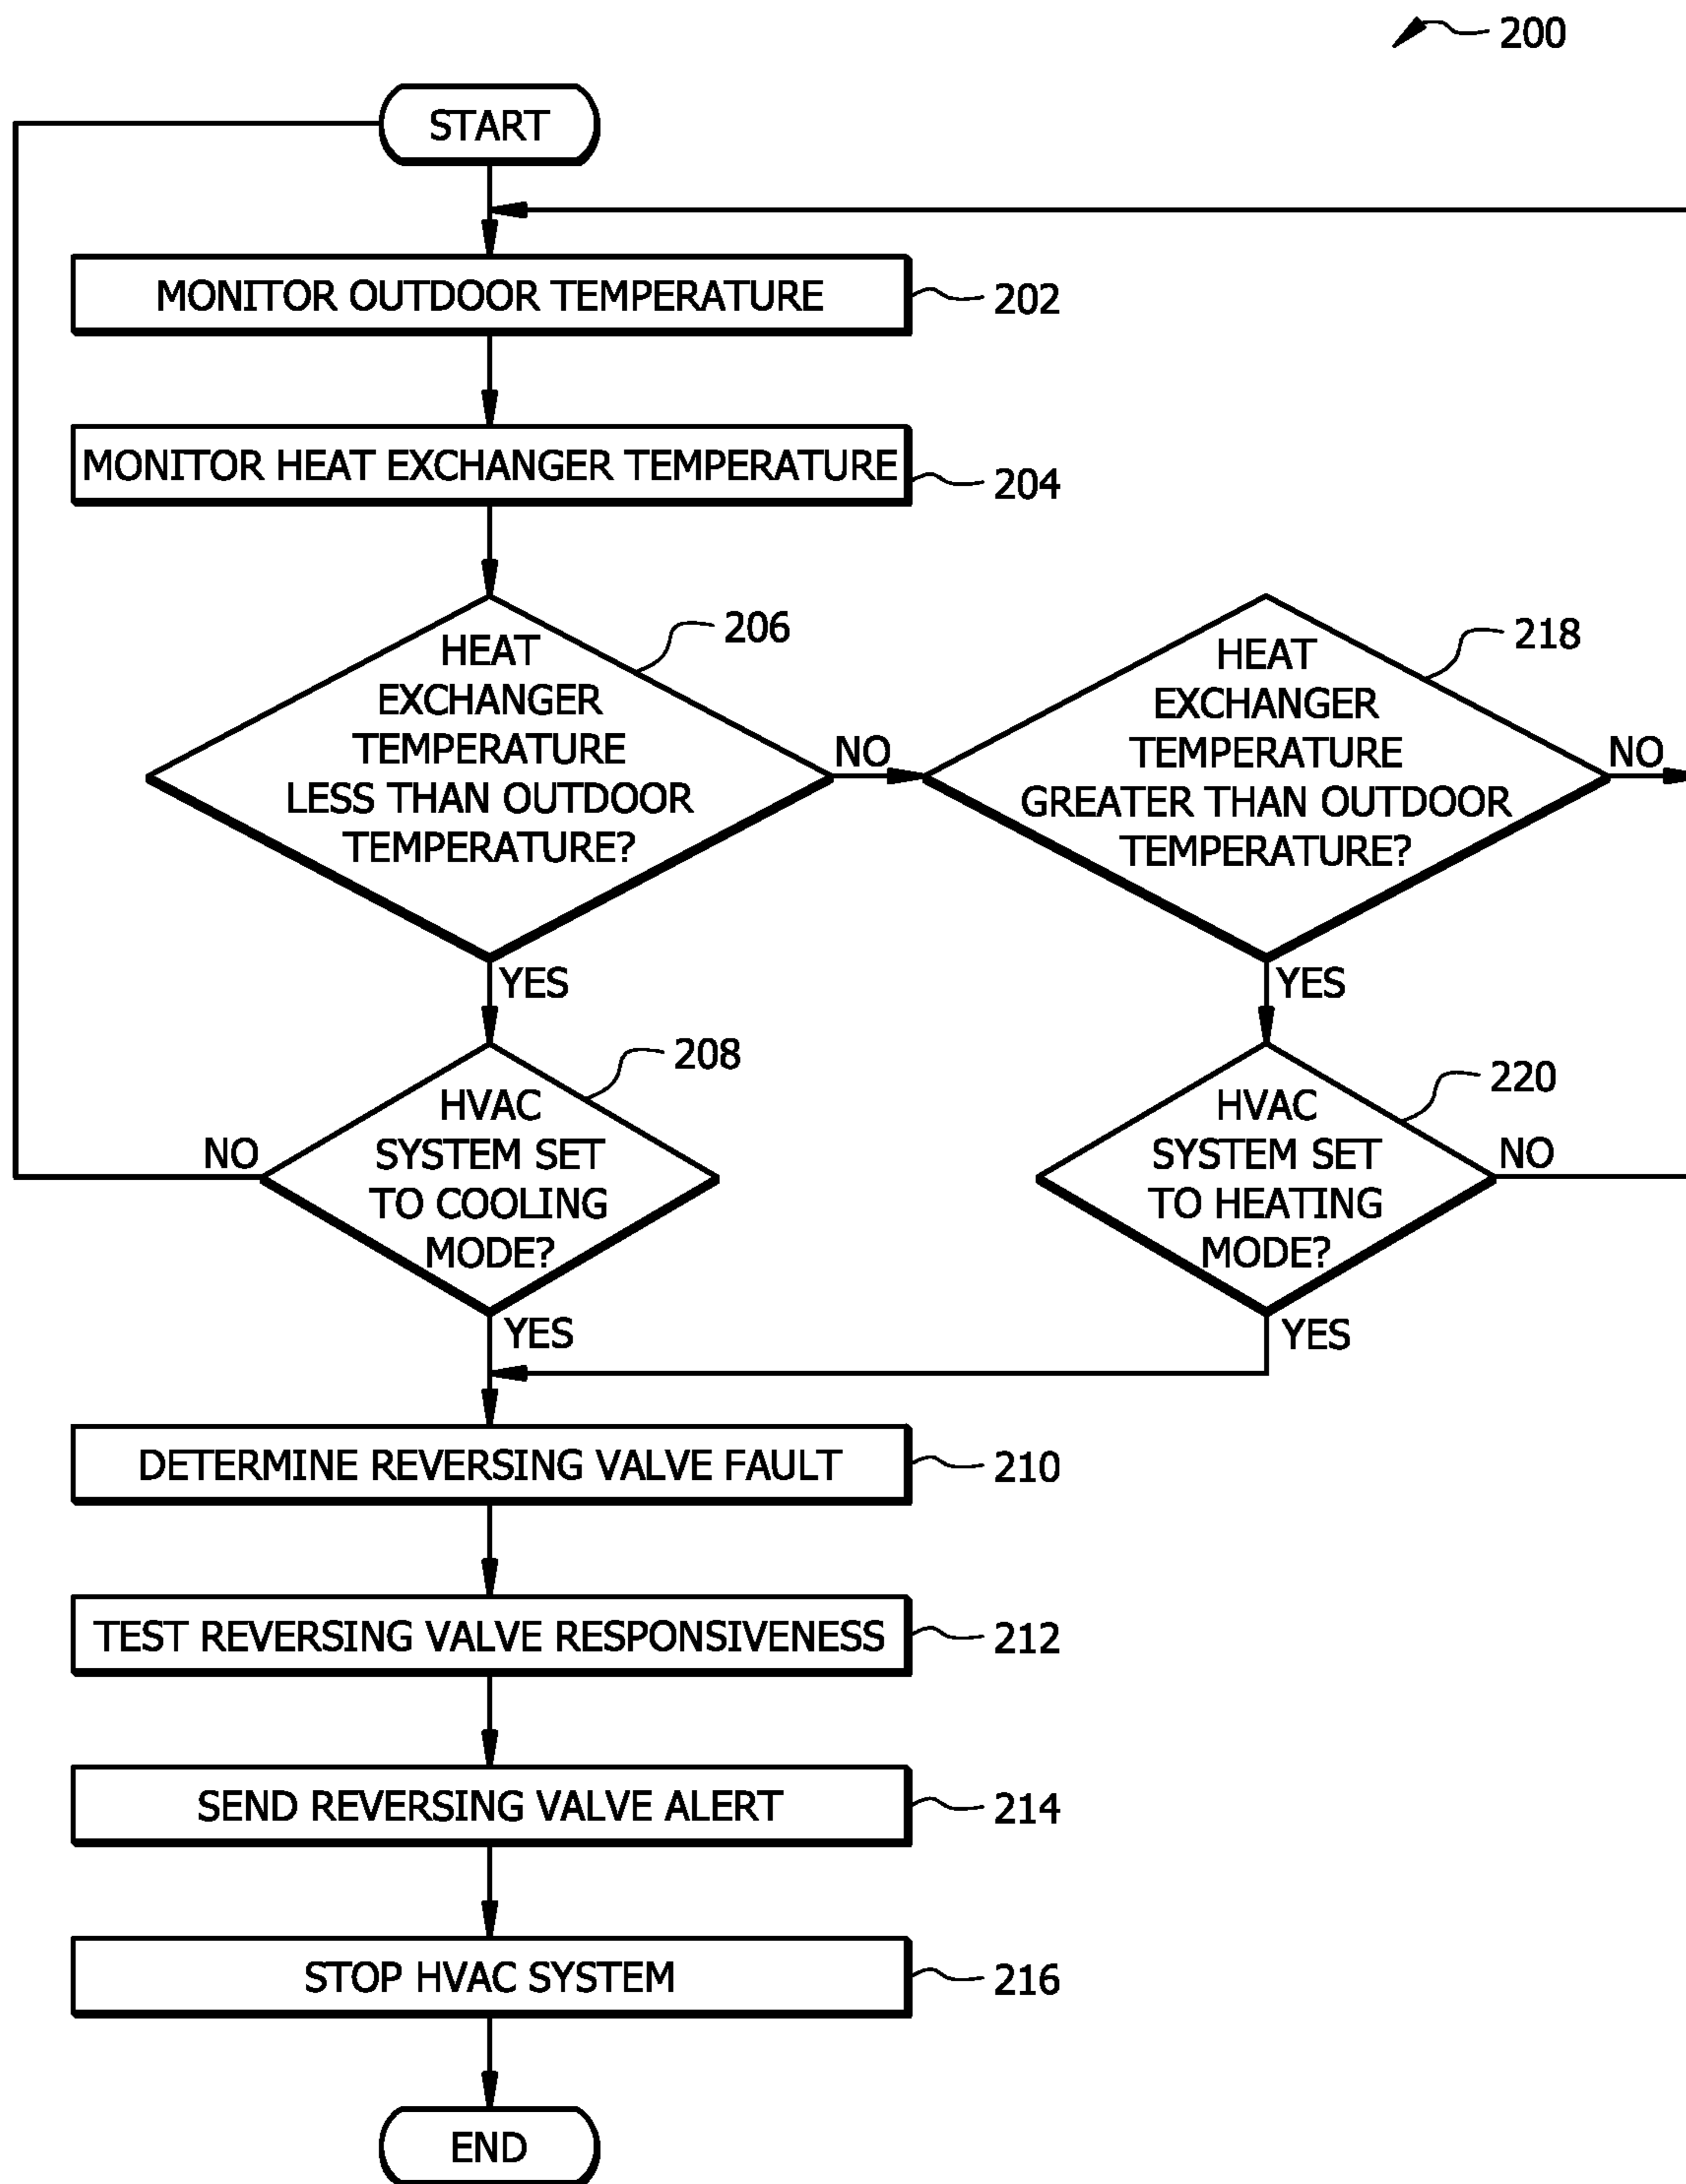 200
START
MONITOR OUTDOOR TEMPERATURE
202
MONITOR HEAT EXCHANGER TEMPERATURE
204
HEAT
EXCHANGER
TEMPERATURE
LESS THAN OUTDOOR
TEMPERATURE?
206
NO
YES
HEAT
EXCHANGER
TEMPERATURE
GREATER THAN OUTDOOR
TEMPERATURE?
218
NO
YES
HVAC
SYSTEM SET
TO COOLING
MODE?
208
NO
YES
HVAC
SYSTEM SET
TO HEATING
MODE?
220
NO
YES
DETERMINE REVERSING VALVE FAULT
210
TEST REVERSING VALVE RESPONSIVENESS
212
SEND REVERSING VALVE ALERT
214
STOP HVAC SYSTEM
216
END